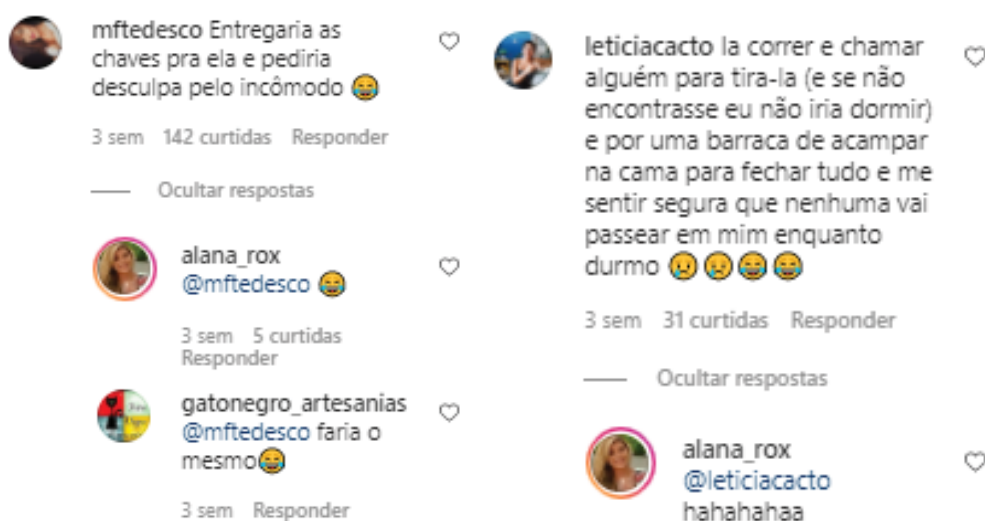 mftedesco Entregaria as
chaves pra ela e pediria
desculpa pelo incômodo 😂
3 sem 142 curtidas Responder
Ocultar respostas
alana_rox
@mftedesco 😂
3 sem 5 curtidas
Responder
gatonegro_artesanias
@mftedesco faria o
mesmo😂
3 sem Responder
leticiacacto Ia correr e chamar
alguém para tira-la (e se não
encontrasse eu não iria dormir)
e por uma barraca de acampar
na cama para fechar tudo e me
sentir segura que nenhuma vai
passear em mim enquanto
durmo 😢😢😂😂
3 sem 31 curtidas Responder
Ocultar respostas
alana_rox
@leticiacacto
hahahahaa